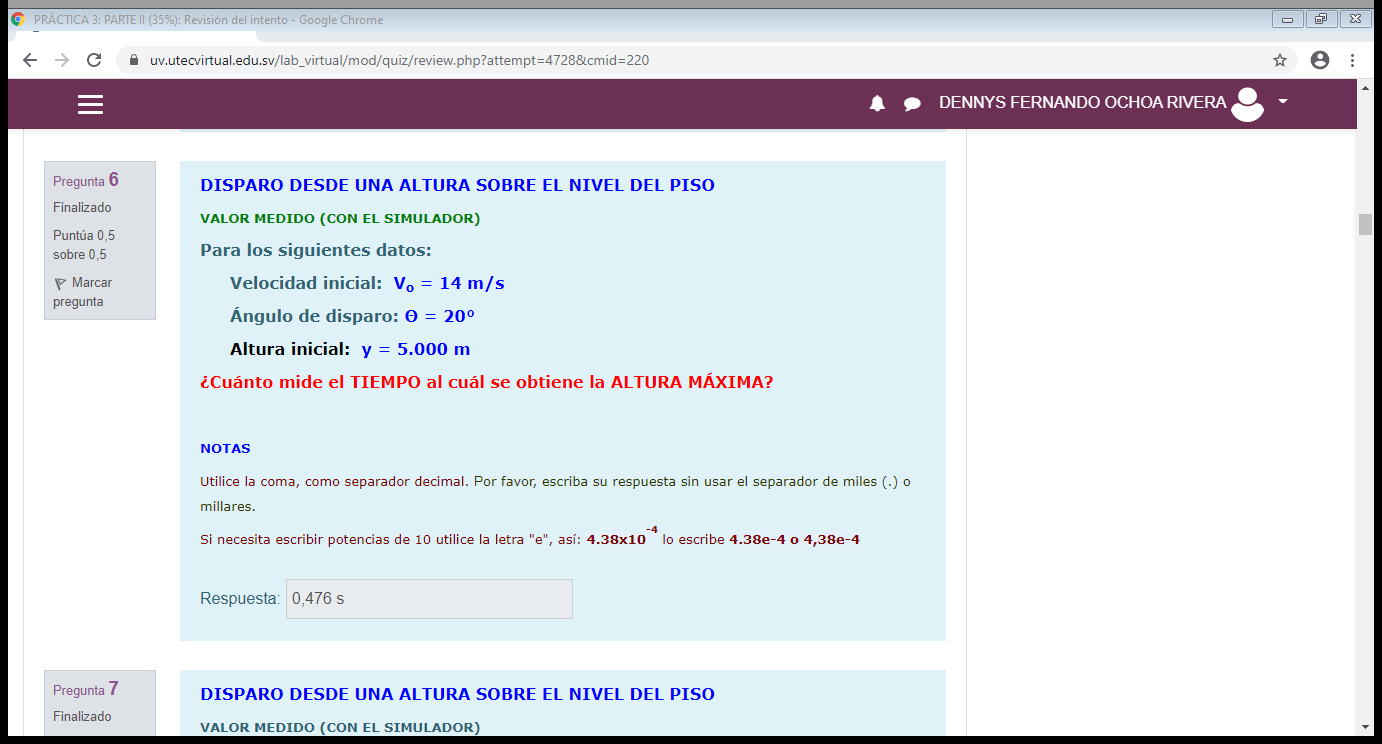 PRÁCTICA 3: PARTE II (35%): Revisión del intento - Google Chrome
uv.utecvirtual.edu.sv/lab_virtual/mod/quiz/review.php?attempt=4728&cmid=220
DENNYS FERNANDO OCHOA RIVERA
Pregunta 6
Finalizado
Puntúa 0,5
sobre 0,5
Marcar
pregunta
DISPARO DESDE UNA ALTURA SOBRE EL NIVEL DEL PISO
VALOR MEDIDO (CON EL SIMULADOR)
Para los siguientes datos:
Velocidad inicial: Vo = 14 m/s
Ángulo de disparo: Θ = 20º
Altura inicial: y = 5.000 m
¿Cuánto mide el TIEMPO al cuál se obtiene la ALTURA MÁXIMA?
NOTAS
Utilice la coma, como separador decimal. Por favor, escriba su respuesta sin usar el separador de miles (.) o
millares.
Si necesita escribir potencias de 10 utilice la letra "e", así: 4.38x10-4 lo escribe 4.38e-4 o 4,38e-4
Respuesta: 0,476 s
Pregunta 7
Finalizado
DISPARO DESDE UNA ALTURA SOBRE EL NIVEL DEL PISO
VALOR MEDIDO (CON EL SIMULADOR)